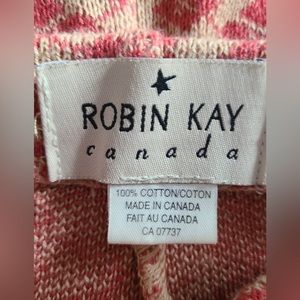 ROBIN KAY
canada
100% COTTON/COTON
MADE IN CANADA
FAIT AU CANADA
CA 07737